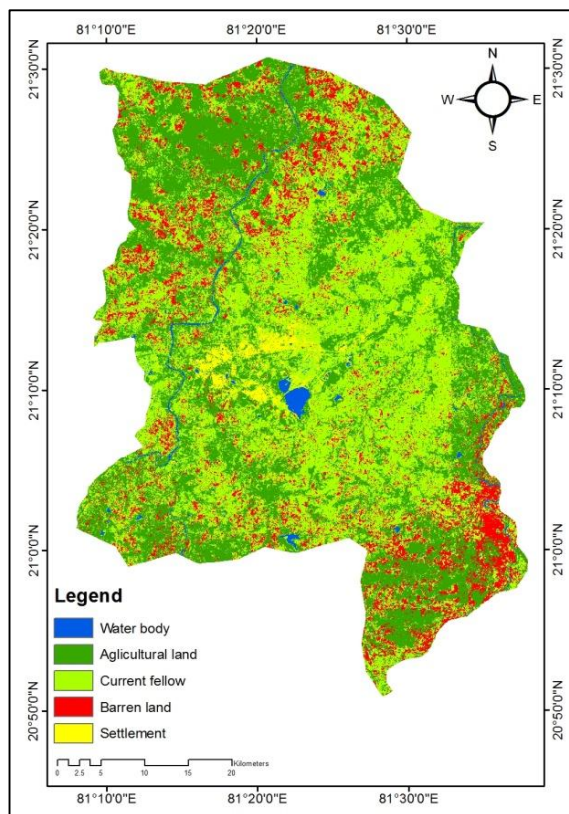 81°10'0"E 81°20'0"E 81°30'0"E
21°30'0"N 21°30'0"N
N
W E
S
21°20'0"N 21°20'0"N
21°10'0"N 21°10'0"N
21°0'0"N 21°0'0"N
Legend
Water body
Aglicultural land
Current fellow
Barren land
Settlement
20°50'0"N 20°50'0"N
Kilometers
0 2.5 5 10 15 20
81°10'0"E 81°20'0"E 81°30'0"E